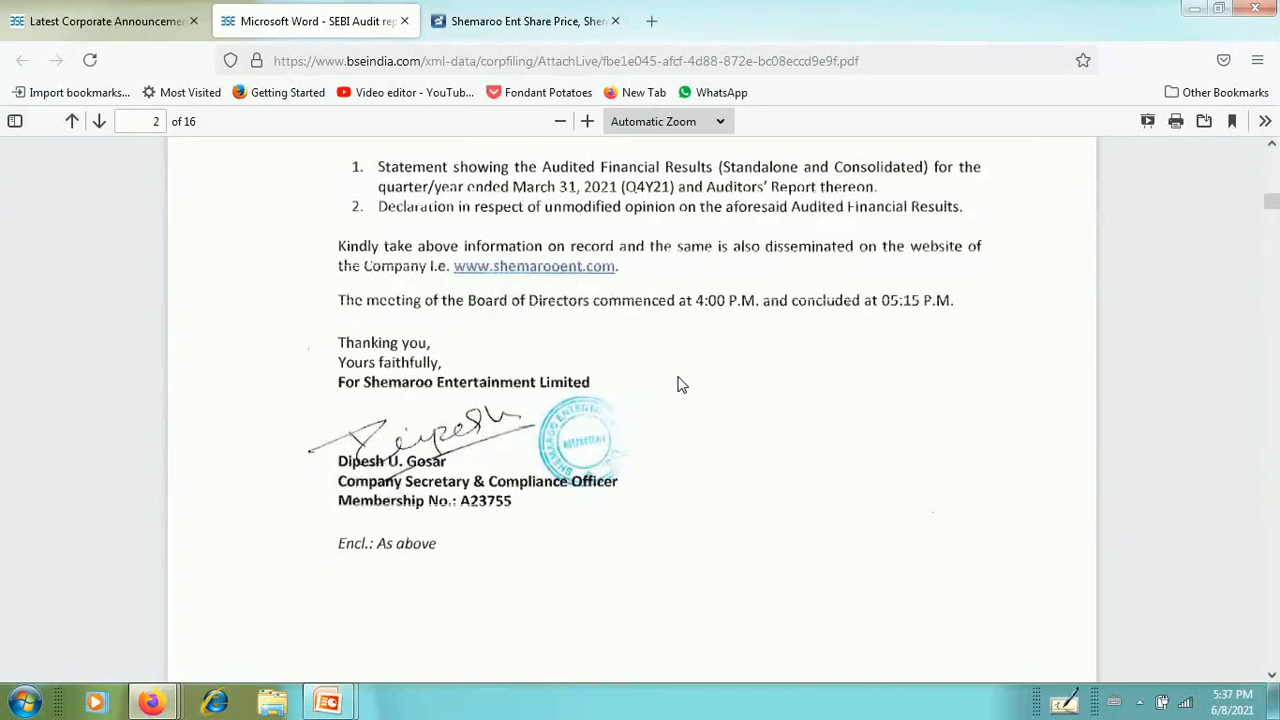 Latest Corporate Announcemen
Microsoft Word - SEBI Audit rep
Shemaroo Ent Share Price, Shem
https://www.bseindia.com/xml-data/corpfiling/AttachLive/fbe1e045-afcf-4d88-872e-bc08eccd9e9f.pdf
Import bookmarks...
Most Visited
Getting Started
Video editor - YouTub...
Fondant Potatoes
New Tab
WhatsApp
Other Bookmarks
2 of 16
Automatic Zoom
1. Statement showing the Audited Financial Results (Standalone and Consolidated) for the
quarter/year ended March 31, 2021 (Q4Y21) and Auditors' Report thereon.
2. Declaration in respect of unmodified opinion on the aforesaid Audited Financial Results.
Kindly take above information on record and the same is also disseminated on the website of
the Company I.e. www.shemarooent.com.
The meeting of the Board of Directors commenced at 4:00 P.M. and concluded at 05:15 P.M.
Thanking you,
Yours faithfully,
For Shemaroo Entertainment Limited
Dipesh
MUMBAI
Dipesh U. Gosar
Company Secretary & Compliance Officer
Membership No.: A23755
Encl.: As above
5:37 PM
6/8/2021